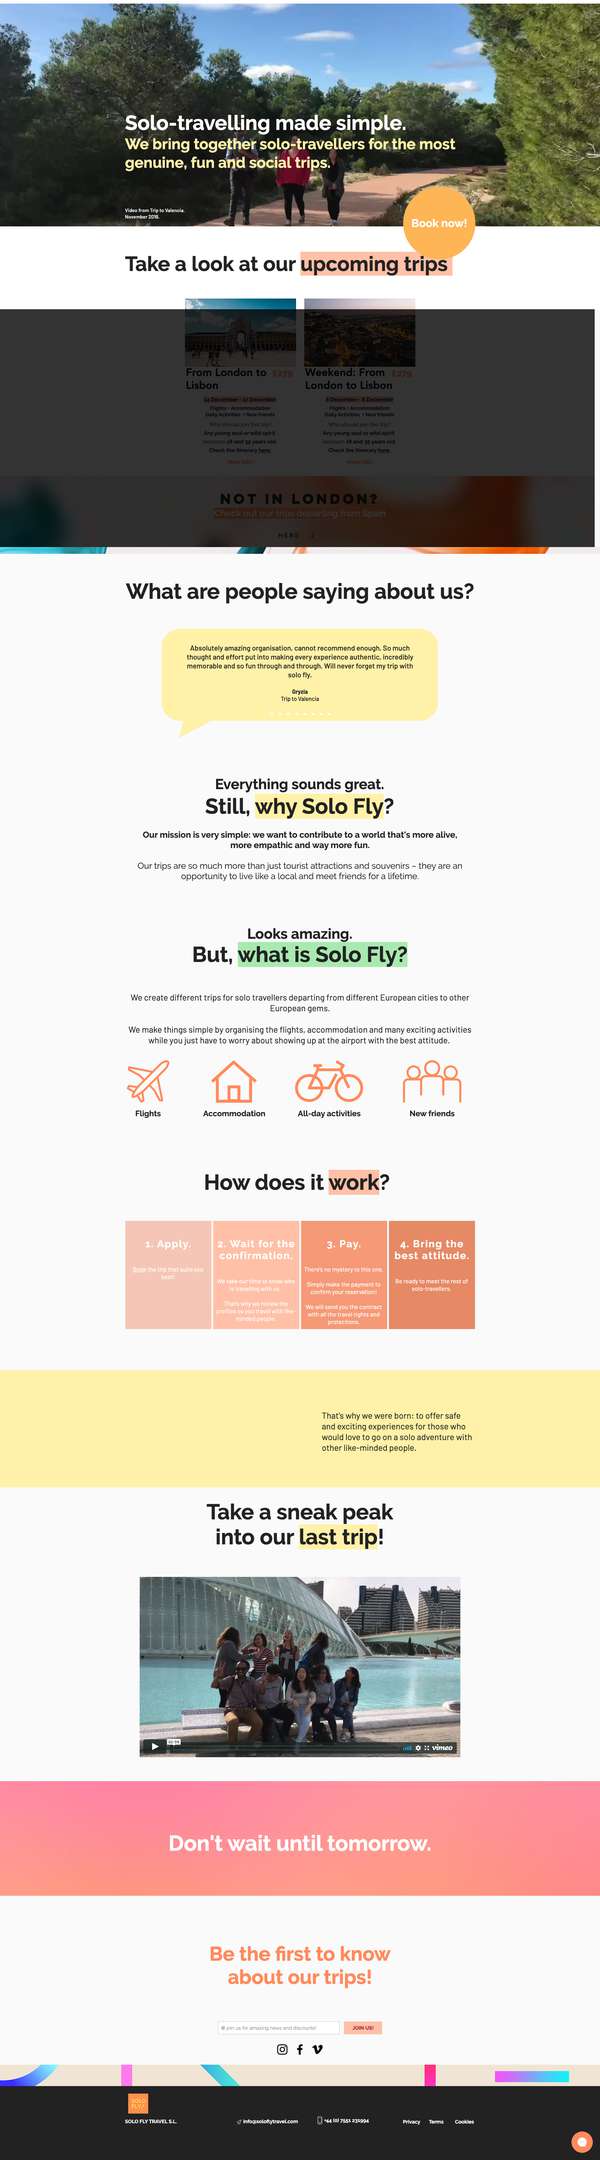 Solo-travelling made simple.
We bring together solo-travellers for the most
genuine, fun and social trips.
Video from Trip to Valencia.
November 2018.
Book now!
Take a look at our upcoming trips
From London to £279
Lisbon
14 December - 17 December
Flights + Accommodation
Daily Activities + New friends
Who should join this trip?
Any young soul or wild spirit
between 18 and 35 years old
Check the itinerary here.
Weekend: From £279
London to Lisbon
6 December - 8 December
Flights + Accommodation
Daily Activities + New friends
Who should join this trip?
Any young soul or wild spirit
between 18 and 35 years old
Check the itinerary here.
NOT IN LONDON?
Check out our trips departing from Spain
HERE
What are people saying about us?
Absolutely amazing organisation, cannot recommend enough. So much
thought and effort put into making every experience authentic, incredibly
memorable and so fun through and through. Will never forget my trip with
solo fly.
Gryzia
Trip to Valencia
Everything sounds great.
Still, why Solo Fly?
Our mission is very simple: we want to contribute to a world that's more alive,
more empathic and way more fun.
Our trips are so much more than just tourist attractions and souvenirs – they are an
opportunity to live like a local and meet friends for a lifetime.
Looks amazing.
But, what is Solo Fly?
We create different trips for solo travellers departing from different European cities to other
European gems.
We make things simple by organising the flights, accommodation and many exciting activities
while you just have to worry about showing up at the airport with the best attitude.
Flights
Accommodation
All-day activities
New friends
How does it work?
1. Apply.
Book the trip that suits you
best!
2. Wait for the
confirmation.
We take our time to know who
is travelling with us.
That's why we review the
profiles so you travel with like-
minded people.
3. Pay.
There's no mystery to this one.
Simply make the payment to
confirm your reservation!
We will send you the contract
with all the travel rights and
protections.
4. Bring the
best attitude.
Be ready to meet the rest of
solo-travellers.
That's why we were born: to offer safe
and exciting experiences for those who
would love to go on a solo adventure with
other like-minded people.
Take a sneak peak
into our last trip!
vimeo
Don't wait until tomorrow.
Be the first to know
about our trips!
join us for amazing news and discounts!
JOIN US!
SOLO
FLY
SOLO FLY TRAVEL S.L.
info@soloflytravel.com
+44 (0) 7551 231994
Privacy
Terms
Cookies